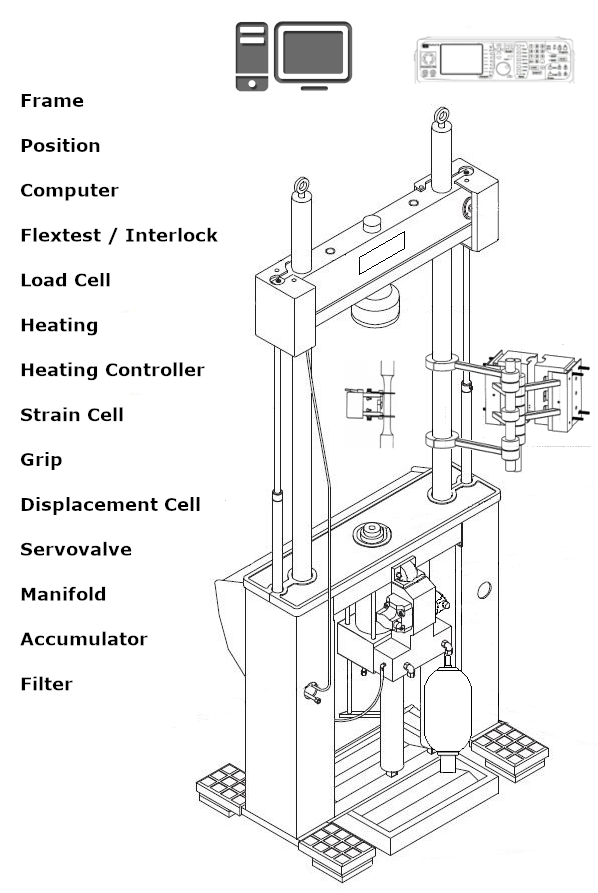 Frame
Position
Computer
Flextest / Interlock
Load Cell
Heating
Heating Controller
Strain Cell
Grip
Displacement Cell
Servovalve
Manifold
Accumulator
Filter